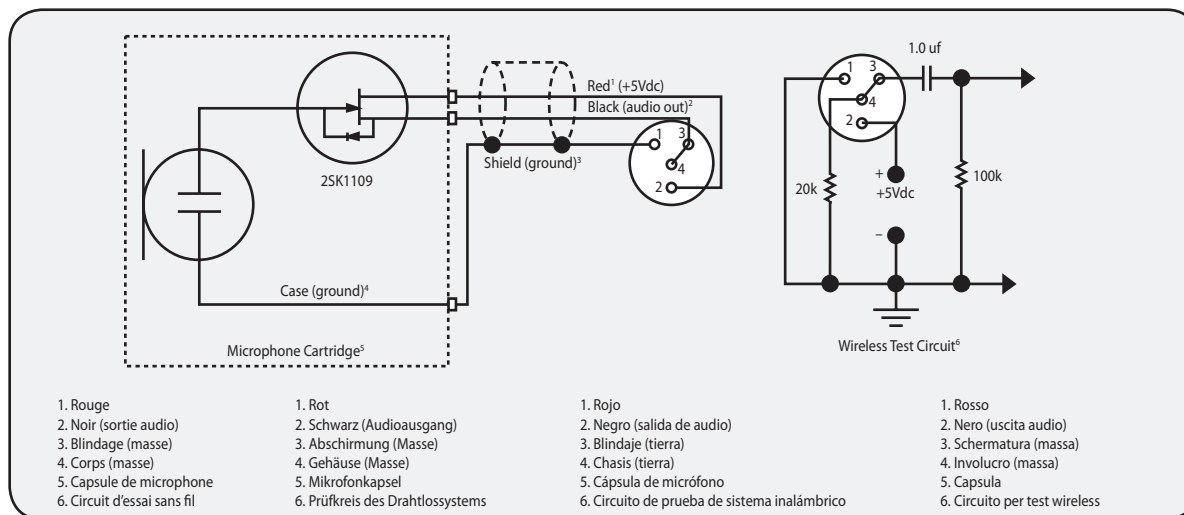 2SK1109
Red¹ (+5Vdc)
Black (audio out)²
Shield (ground)³
1
3
4
2
Case (ground)⁴
Microphone Cartridge⁵
1.0 uf
1
3
4
2
20k
+
+5Vdc
–
100k
Wireless Test Circuit⁶
1. Rouge
2. Noir (sortie audio)
3. Blindage (masse)
4. Corps (masse)
5. Capsule de microphone
6. Circuit d'essai sans fil
1. Rot
2. Schwarz (Audioausgang)
3. Abschirmung (Masse)
4. Gehäuse (Masse)
5. Mikrofonkapsel
6. Prüfkreis des Drahtlossystems
1. Rojo
2. Negro (salida de audio)
3. Blindaje (tierra)
4. Chasis (tierra)
5. Cápsula de micrófono
6. Circuito de prueba de sistema inalámbrico
1. Rosso
2. Nero (uscita audio)
3. Schermatura (massa)
4. Involucro (massa)
5. Capsula
6. Circuito per test wireless